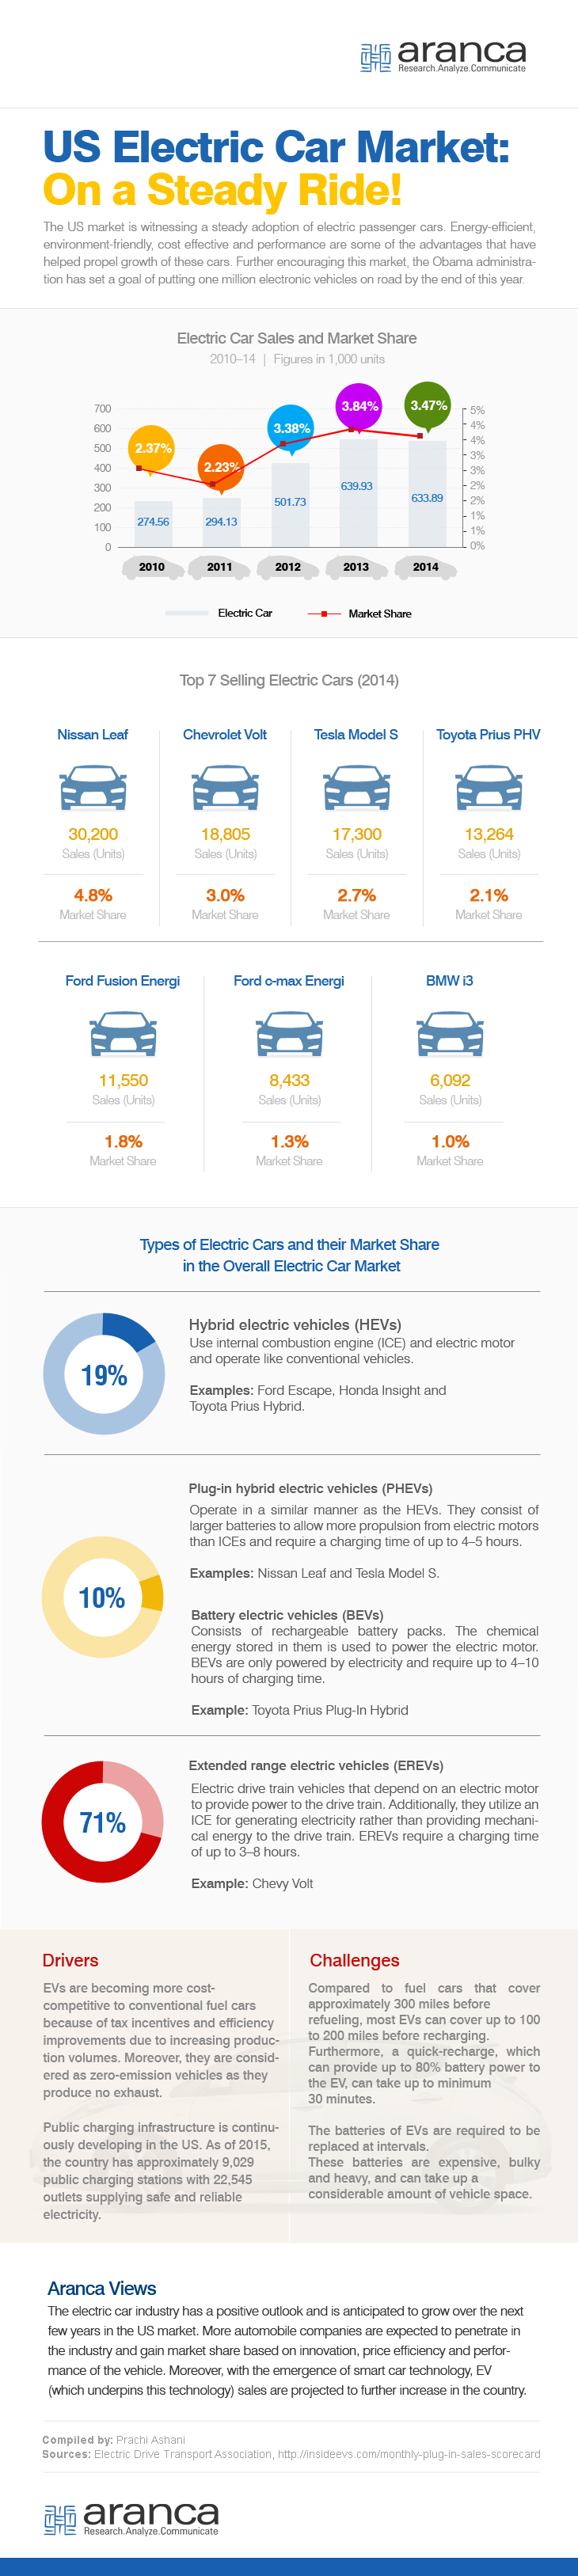 aranca
Research.Analyze.Communicate
US Electric Car Market:
On a Steady Ride!
The US market is witnessing a steady adoption of electric passenger cars. Energy-efficient,
environment-friendly, cost effective and performance are some of the advantages that have
helped propel growth of these cars. Further encouraging this market, the Obama administra-
tion has set a goal of putting one million electronic vehicles on road by the end of this year.
Electric Car Sales and Market Share
2010–14 | Figures in 1,000 units
700
600
500
400
300
200
100
0
2.37%
2.23%
3.38%
3.84%
3.47%
274.56
294.13
501.73
639.93
633.89
5%
4%
4%
3%
3%
2%
2%
1%
1%
0%
2010
2011
2012
2013
2014
Electric Car
Market Share
Top 7 Selling Electric Cars (2014)
Nissan Leaf
30,200
Sales (Units)
4.8%
Market Share
Chevrolet Volt
18,805
Sales (Units)
3.0%
Market Share
Tesla Model S
17,300
Sales (Units)
2.7%
Market Share
Toyota Prius PHV
13,264
Sales (Units)
2.1%
Market Share
Ford Fusion Energi
11,550
Sales (Units)
1.8%
Market Share
Ford c-max Energi
8,433
Sales (Units)
1.3%
Market Share
BMW i3
6,092
Sales (Units)
1.0%
Market Share
Types of Electric Cars and their Market Share
in the Overall Electric Car Market
19%
Hybrid electric vehicles (HEVs)
Use internal combustion engine (ICE) and electric motor
and operate like conventional vehicles.
Examples: Ford Escape, Honda Insight and
Toyota Prius Hybrid.
10%
Plug-in hybrid electric vehicles (PHEVs)
Operate in a similar manner as the HEVs. They consist of
larger batteries to allow more propulsion from electric motors
than ICEs and require a charging time of up to 4–5 hours.
Examples: Nissan Leaf and Tesla Model S.
Battery electric vehicles (BEVs)
Consists of rechargeable battery packs. The chemical
energy stored in them is used to power the electric motor.
BEVs are only powered by electricity and require up to 4–10
hours of charging time.
Example: Toyota Prius Plug-In Hybrid
71%
Extended range electric vehicles (EREVs)
Electric drive train vehicles that depend on an electric motor
to provide power to the drive train. Additionally, they utilize an
ICE for generating electricity rather than providing mechani-
cal energy to the drive train. EREVs require a charging time
of up to 3–8 hours.
Example: Chevy Volt
Drivers
EVs are becoming more cost-
competitive to conventional fuel cars
because of tax incentives and efficiency
improvements due to increasing produc-
tion volumes. Moreover, they are consid-
ered as zero-emission vehicles as they
produce no exhaust.
Public charging infrastructure is continu-
ously developing in the US. As of 2015,
the country has approximately 9,029
public charging stations with 22,545
outlets supplying safe and reliable
electricity.
Challenges
Compared to fuel cars that cover
approximately 300 miles before
refueling, most EVs can cover up to 100
to 200 miles before recharging.
Furthermore, a quick-recharge, which
can provide up to 80% battery power to
the EV, can take up to minimum
30 minutes.
The batteries of EVs are required to be
replaced at intervals.
These batteries are expensive, bulky
and heavy, and can take up a
considerable amount of vehicle space.
Aranca Views
The electric car industry has a positive outlook and is anticipated to grow over the next
few years in the US market. More automobile companies are expected to penetrate in
the industry and gain market share based on innovation, price efficiency and perfor-
mance of the vehicle. Moreover, with the emergence of smart car technology, EV
(which underpins this technology) sales are projected to further increase in the country.
Compiled by: Prachi Ashani
Sources: Electric Drive Transport Association, http://insideevs.com/monthly-plug-in-sales-scorecard
aranca
Research.Analyze.Communicate